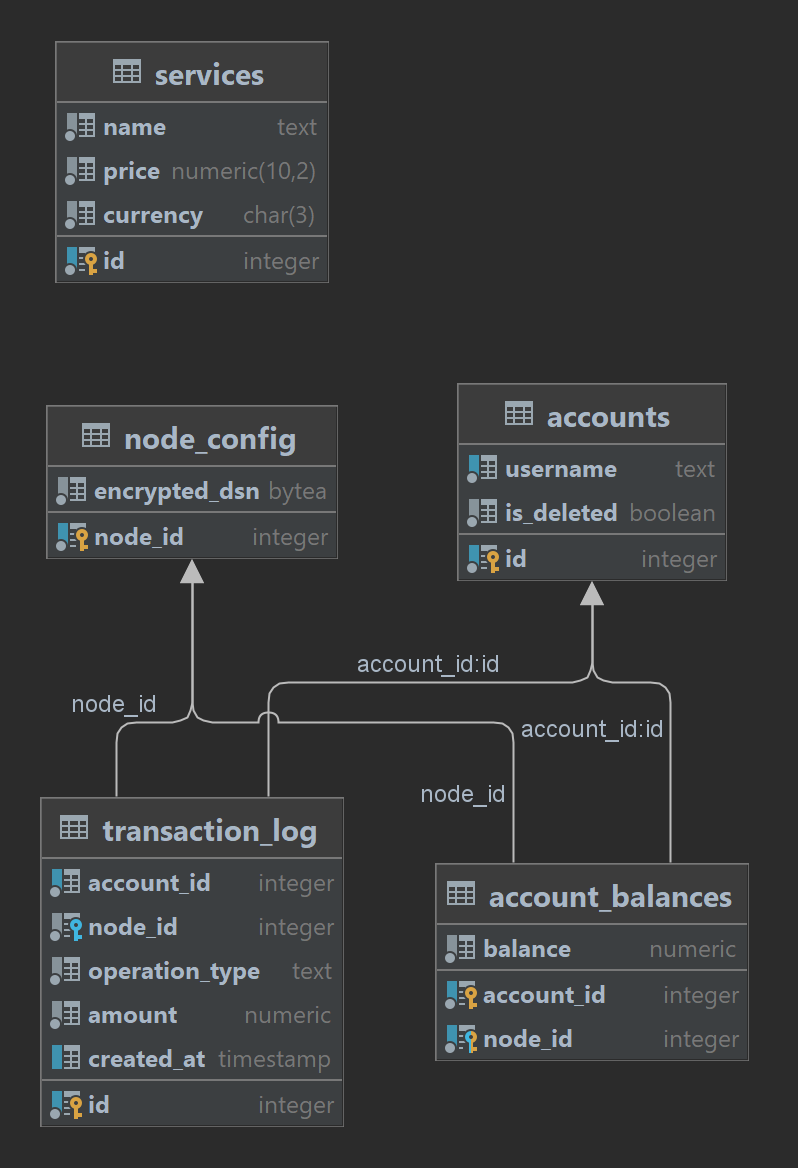 services
name text
price numeric(10,2)
currency char(3)
id integer
node_config
encrypted_dsn bytea
node_id integer
accounts
username text
is_deleted boolean
id integer
account_id:id
node_id
account_id:id
node_id
transaction_log
account_id integer
node_id integer
operation_type text
amount numeric
created_at timestamp
id integer
account_balances
balance numeric
account_id integer
node_id integer